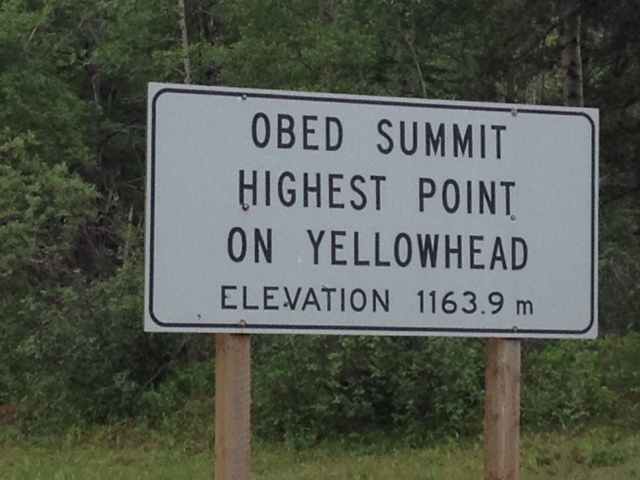 OBED SUMMIT
HIGHEST POINT
ON YELLOWHEAD
ELEVATION 1163.9 m